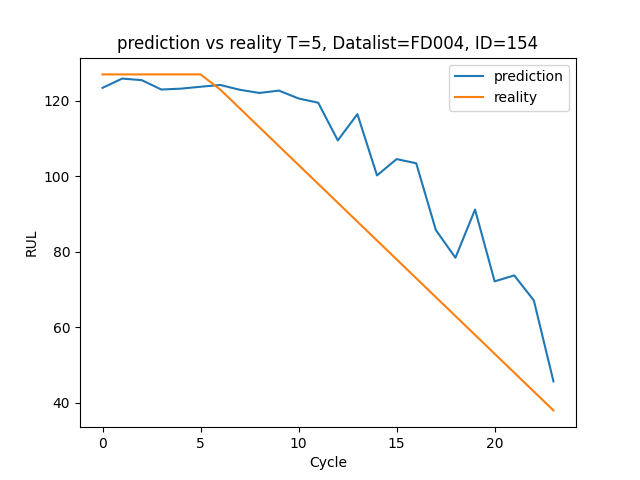 prediction vs reality T=5, Datalist=FD004, ID=154
prediction
reality
120
100
80
60
40
RUL
0 5 10 15 20
Cycle